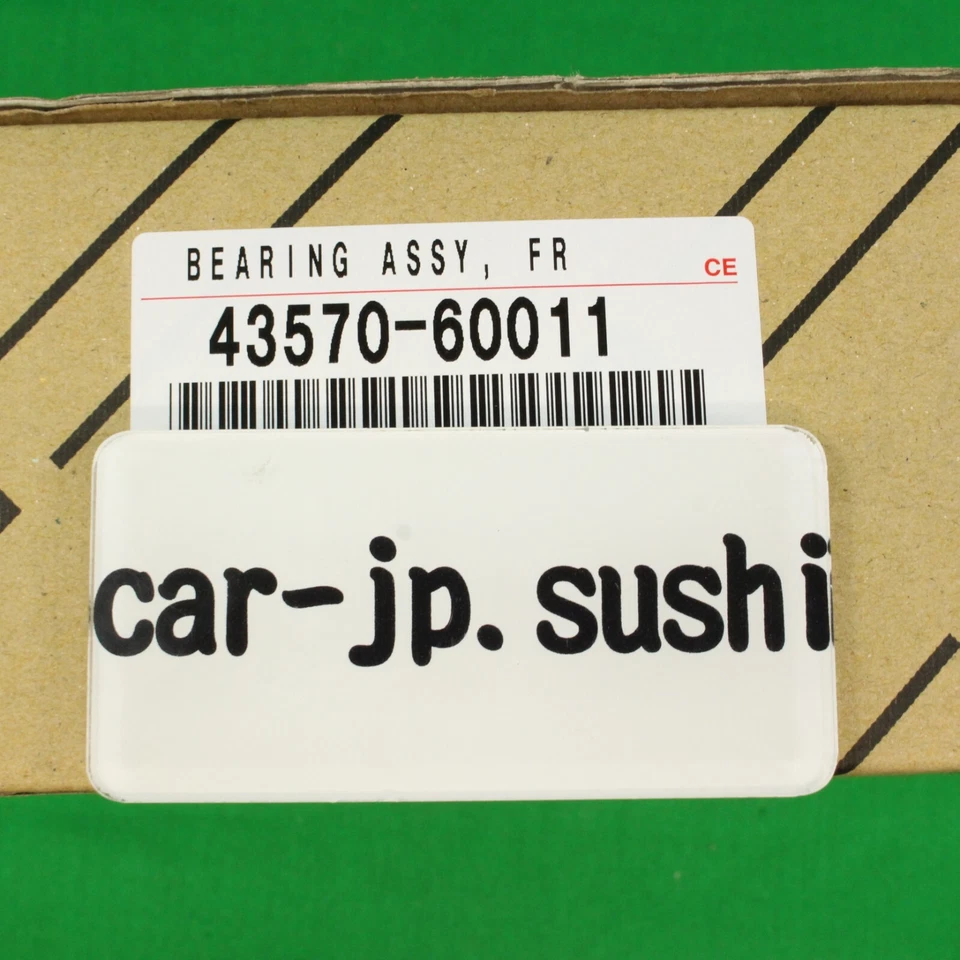 BEARING ASSY, FR
CE
43570-60011
car-jp.sushi